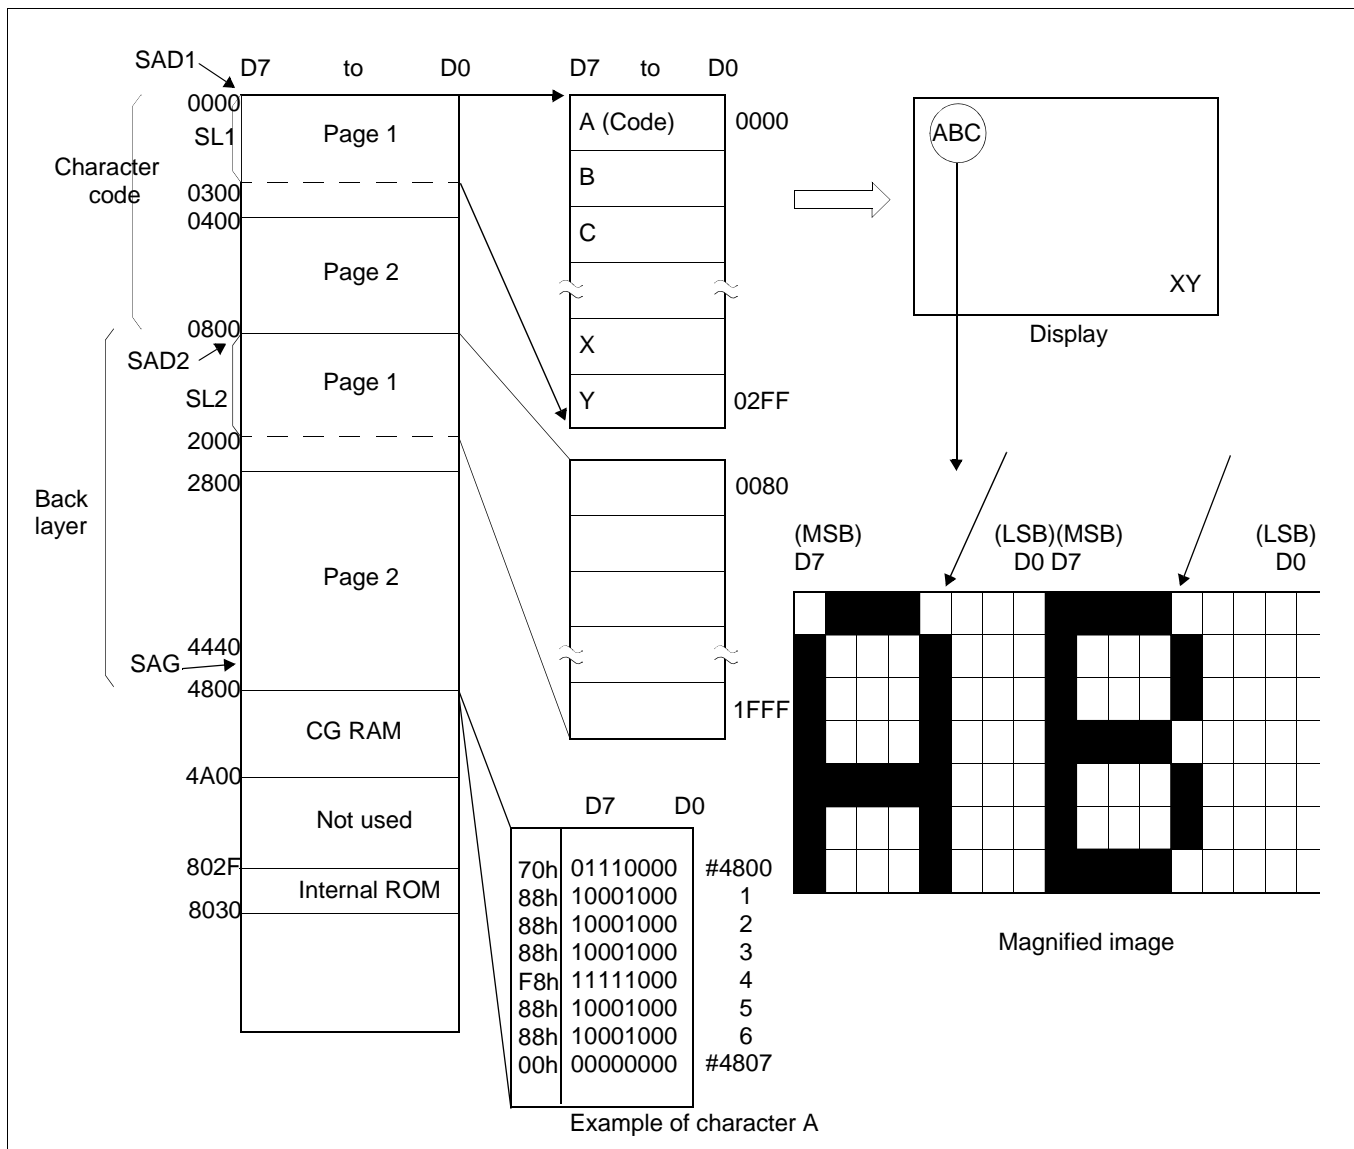 SAD1
D7 to D0
D7 to D0
0000
SL1
Page 1
Character
code
0300
0400
Page 2
0800
SAD2
Page 1
SL2
2000
2800
Back
layer
Page 2
4440
SAG
4800
CG RAM
4A00
Not used
802F
Internal ROM
8030
A (Code)
0000
B
C
X
Y
02FF
0080
1FFF
ABC
XY
Display
(MSB)
D7
(LSB)(MSB)
D0 D7
(LSB)
D0
Magnified image
D7 D0
70h 01110000 #4800
88h 10001000 1
88h 10001000 2
88h 10001000 3
F8h 11111000 4
88h 10001000 5
88h 10001000 6
00h 00000000 #4807
Example of character A